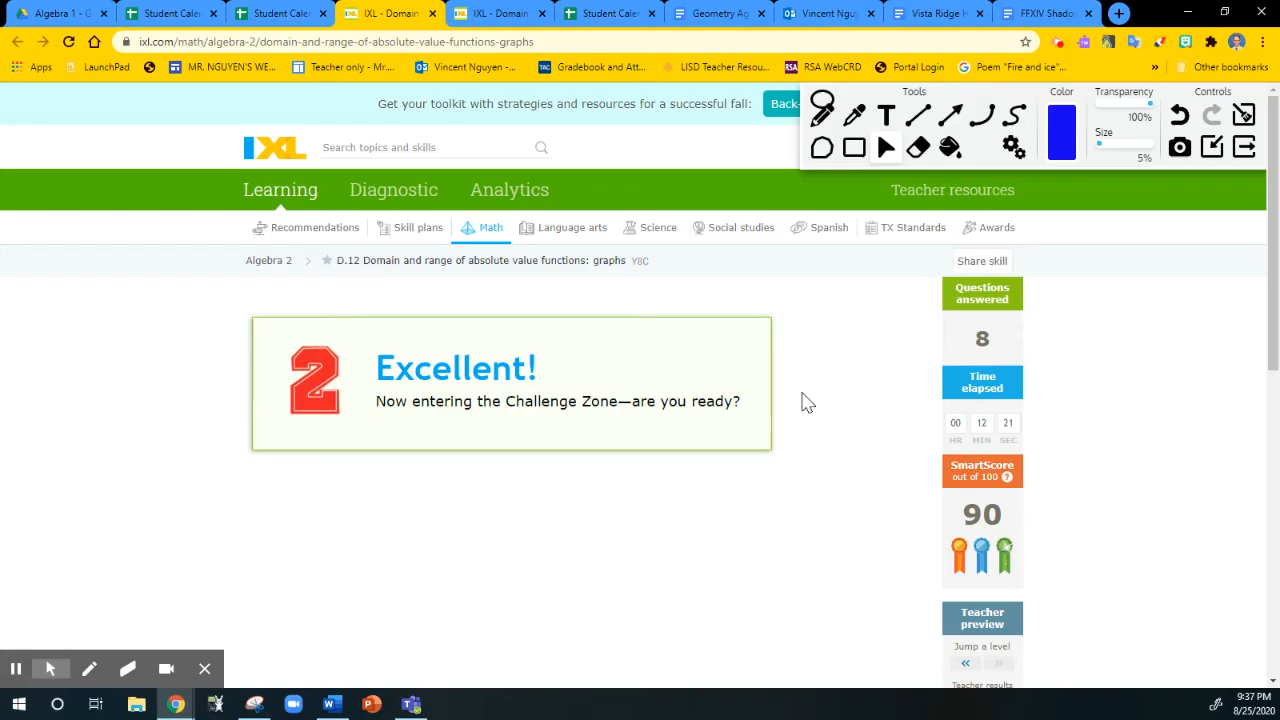 Algebra 1 - G
Student Caler
Student Caler
IXL - Domain
IXL - Domain
Student Caler
Geometry Ag
Vincent Ngu
Vista Ridge H
FFXIV Shado
ixl.com/math/algebra-2/domain-and-range-of-absolute-value-functions-graphs
Apps
LaunchPad
MR. NGUYEN'S WE...
Teacher only - Mr....
Vincent Nguyen -...
TAC
Gradebook and Att...
LISD Teacher Resou...
RSA
RSA WebCRD
Portal Login
Poem "Fire and ice"...
»
Other bookmarks
Get your toolkit with strategies and resources for a successful fall:
Back-
Tools
Color
Transparency
Controls
100%
Size
5%
T
IXL
Search topics and skills
Learning
Diagnostic
Analytics
Teacher resources
Recommendations
Skill plans
Math
Language arts
Science
Social studies
Spanish
TX Standards
Awards
Algebra 2
D.12 Domain and range of absolute value functions: graphs Y8C
Share skill
Questions
answered
8
2
Excellent!
Now entering the Challenge Zone—are you ready?
Time
elapsed
00 12 21
HR MIN SEC
SmartScore
out of 100 ?
90
Teacher
preview
Jump a level
« »
Teacher results
9:37 PM
8/25/2020